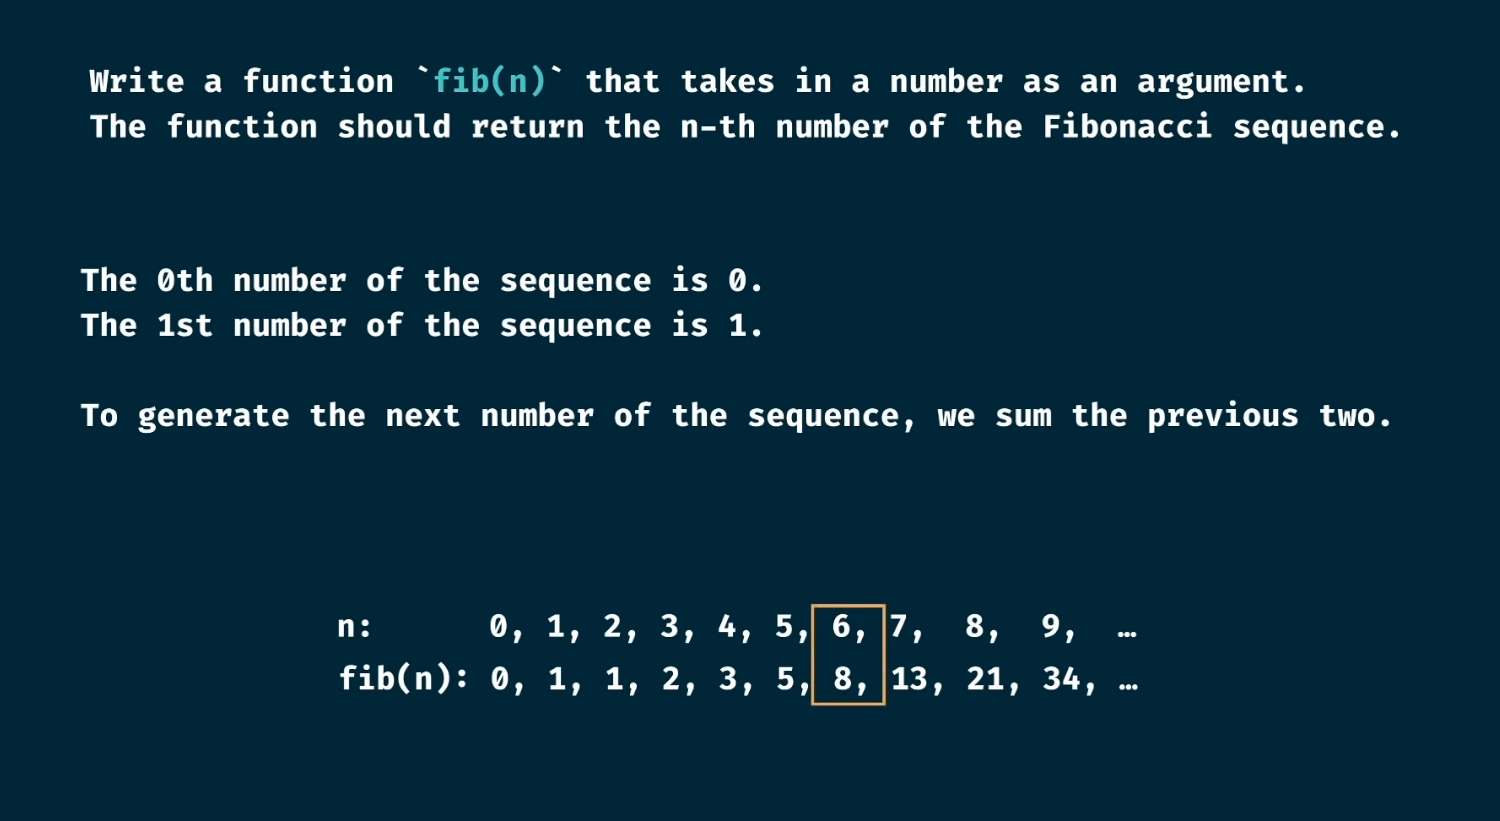 Write a function `fib(n)` that takes in a number as an argument.
The function should return the n-th number of the Fibonacci sequence.
The 0th number of the sequence is 0.
The 1st number of the sequence is 1.
To generate the next number of the sequence, we sum the previous two.
n: 0, 1, 2, 3, 4, 5, 6, 7, 8, 9, …
fib(n): 0, 1, 1, 2, 3, 5, 8, 13, 21, 34, …